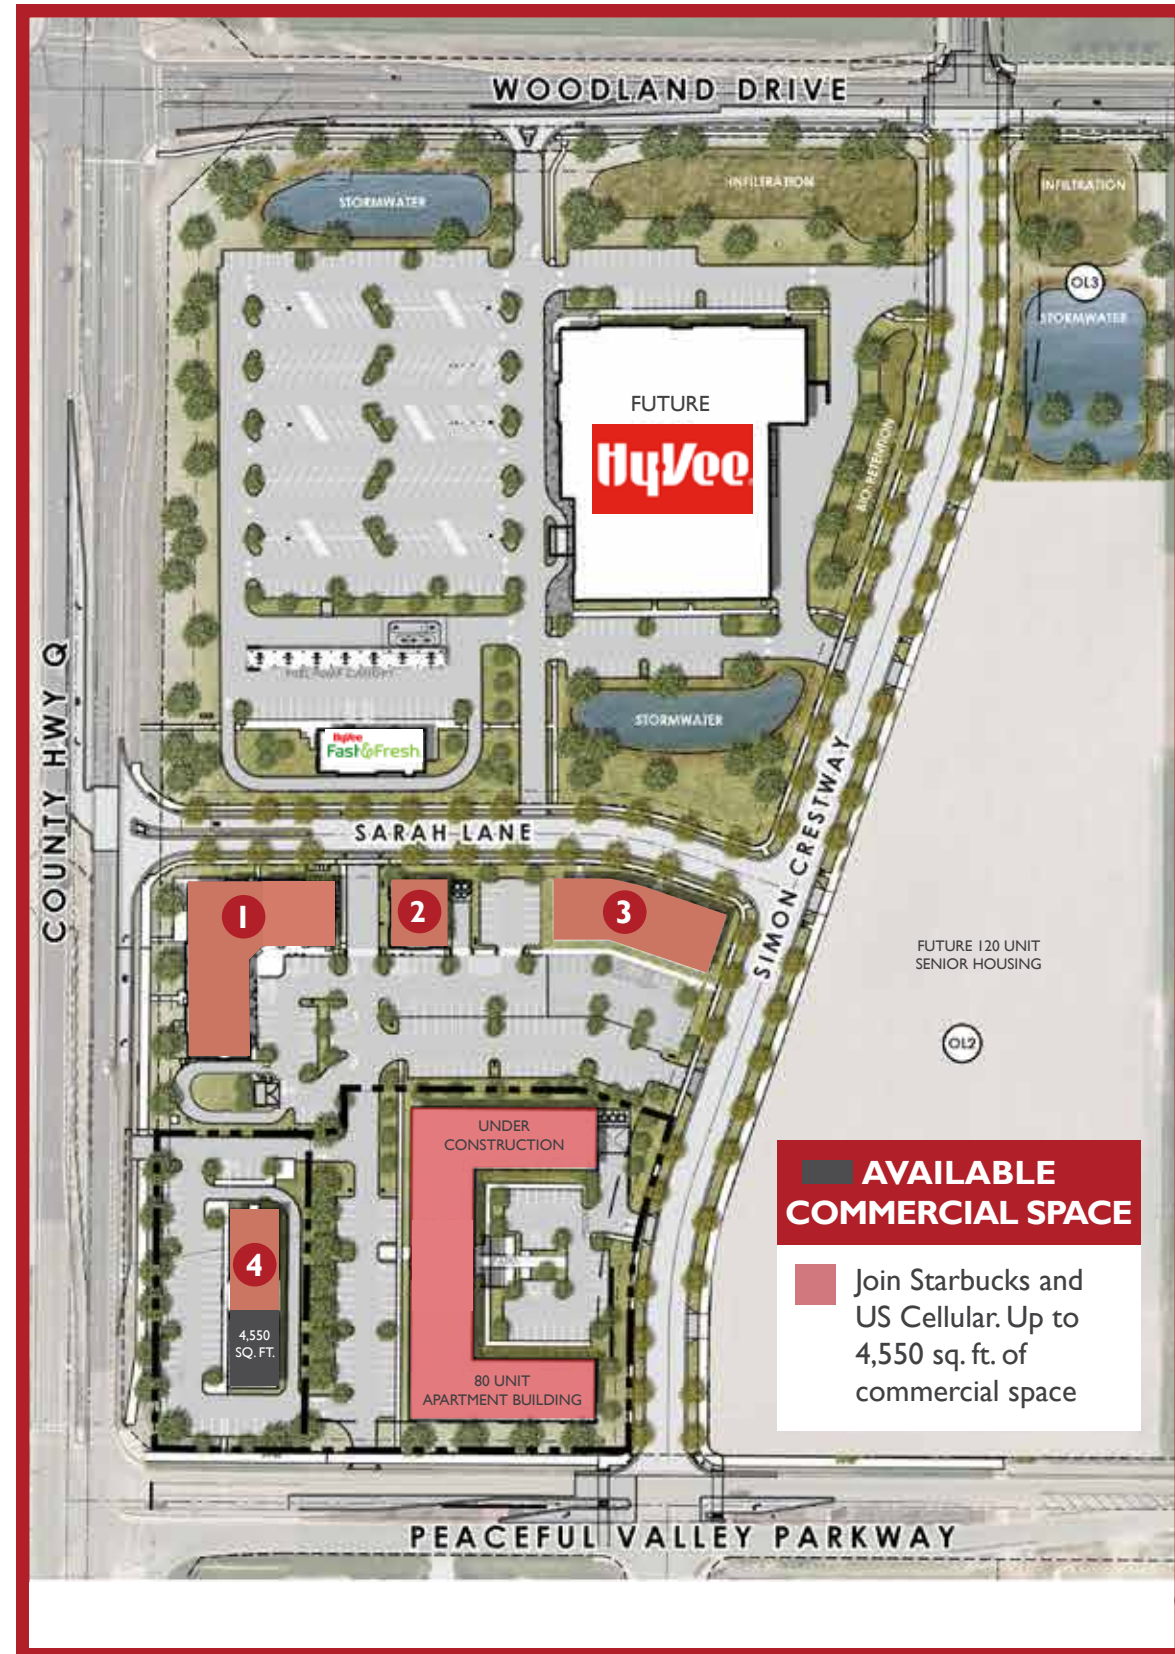 WOODLAND DRIVE
STORMWATER
INFILTRATION
INFILTRATION
OL3
STORMWATER
FUTURE
HyVee
BIO RETENTION
COUNTY HWY Q
FUEL PUMP CANOPY
STORMWATER
HyVee
Fast&Fresh
SARAH LANE
SIMON CRESTWAY
1
2
3
FUTURE 120 UNIT
SENIOR HOUSING
OL2
UNDER
CONSTRUCTION
4
4,550
SQ. FT.
80 UNIT
APARTMENT BUILDING
AVAILABLE
COMMERCIAL SPACE
Join Starbucks and
US Cellular. Up to
4,550 sq. ft. of
commercial space
PEACEFUL VALLEY PARKWAY